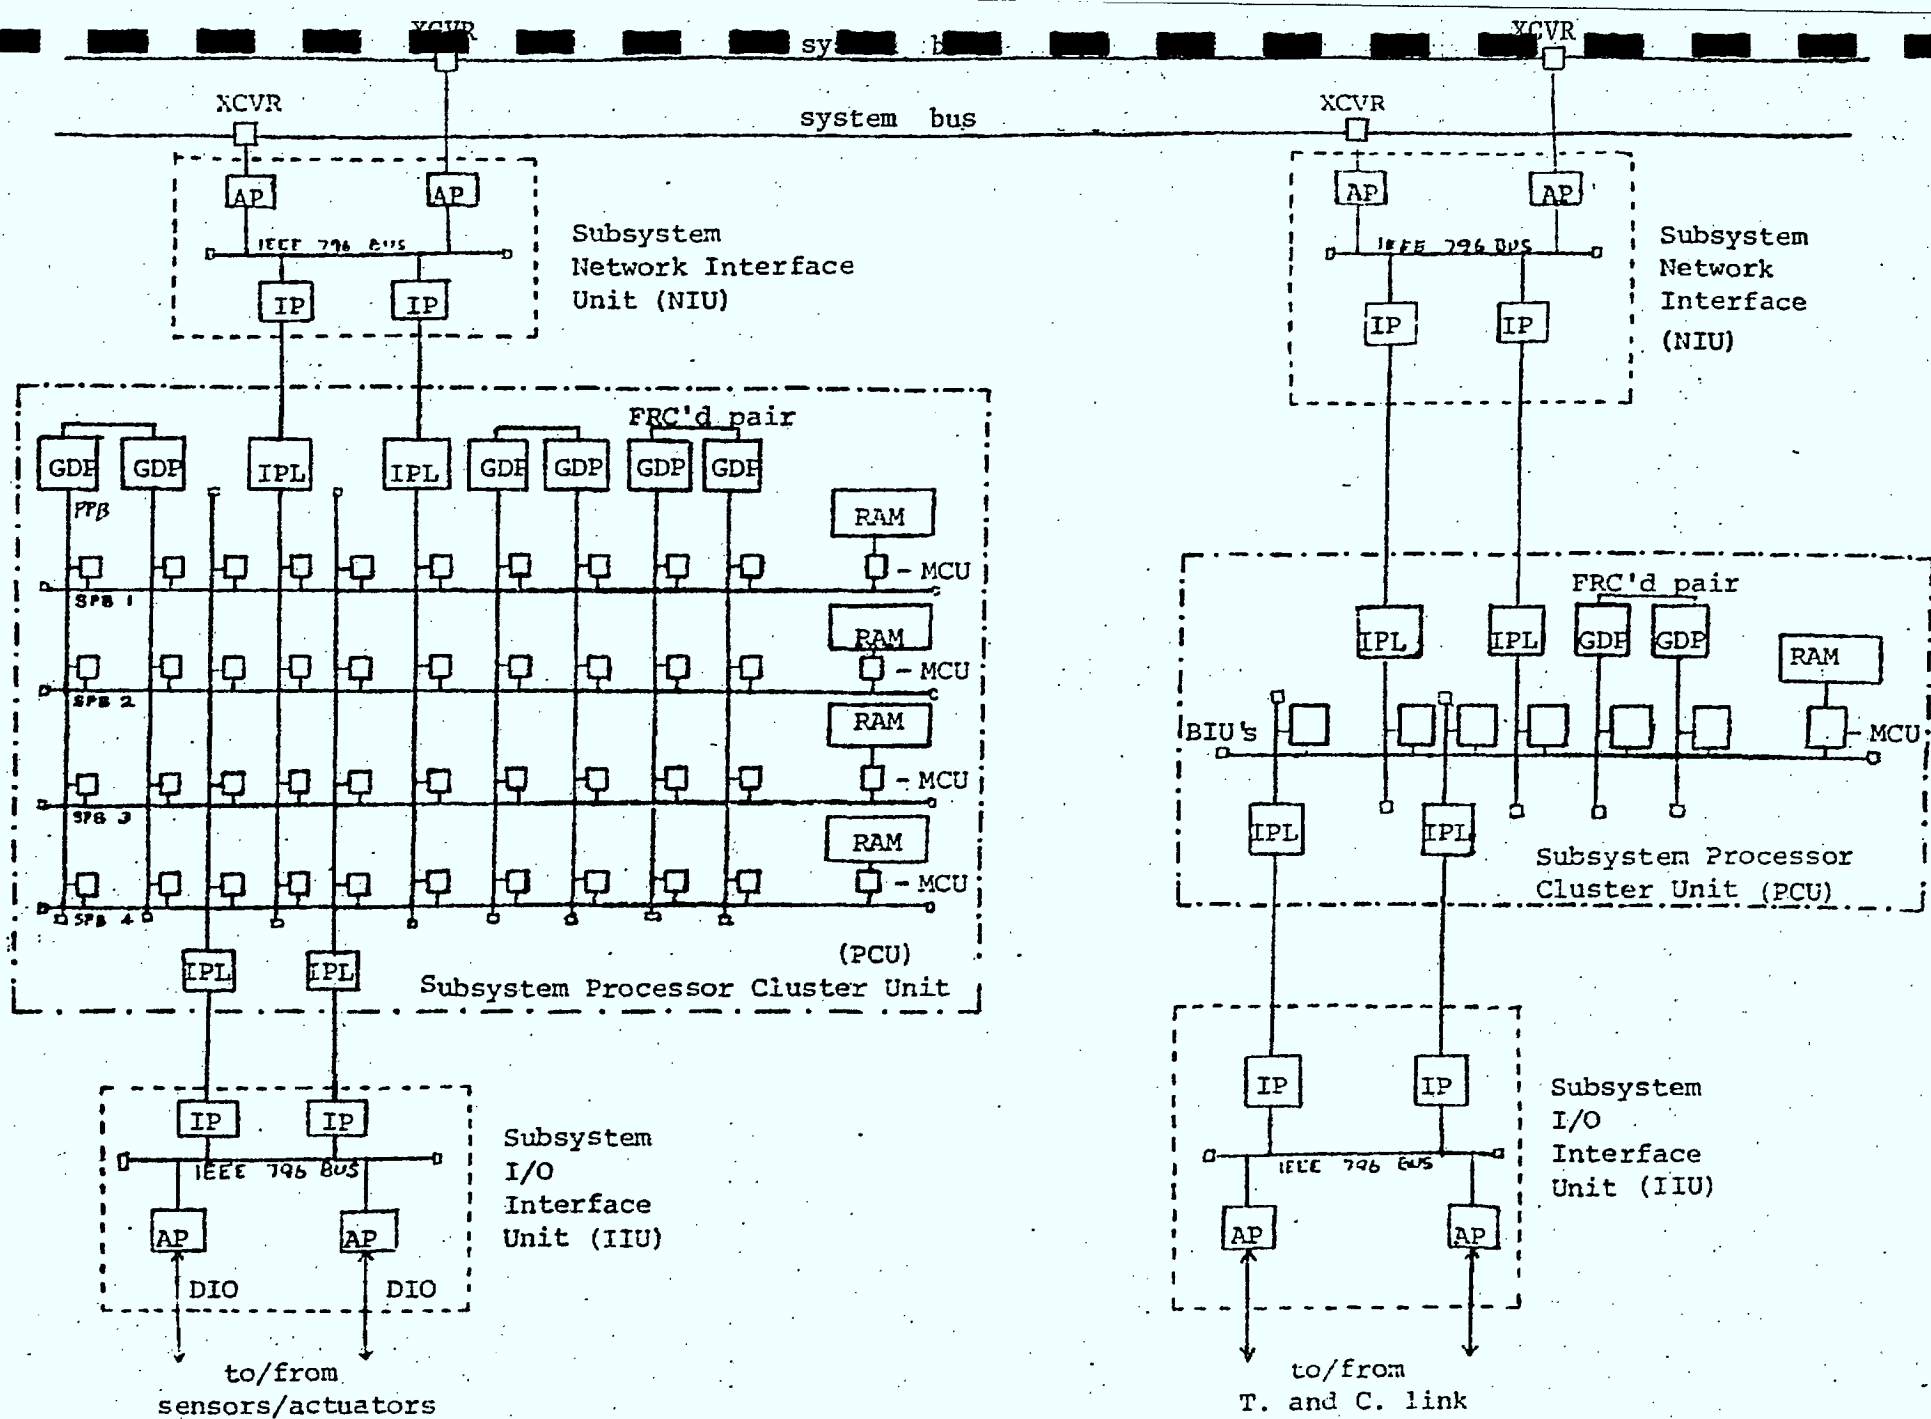 XCVR
XCVR
XCVR
XCVR
system bus
AP
AP
IEEE 796 BUS
IP
IP
Subsystem
Network Interface
Unit (NIU)
AP
AP
IEEE 796 BUS
IP
IP
Subsystem
Network
Interface
(NIU)
FRC'd pair
GDP
GDP
IPL
IPL
GDP
GDP
GDP
GDP
PPB
RAM
- MCU
SPB 1
RAM
- MCU
SPB 2
RAM
- MCU
SPB 3
RAM
- MCU
SPB 4
IPL
IPL
(PCU)
Subsystem Processor Cluster Unit
FRC'd pair
IPL
IPL
GDP
GDP
RAM
BIU's
- MCU
IPL
IPL
Subsystem Processor
Cluster Unit (PCU)
IP
IP
IEEE 796 BUS
AP
AP
DIO
DIO
Subsystem
I/O
Interface
Unit (IIU)
to/from
sensors/actuators
IP
IP
IEEE 796 BUS
AP
AP
Subsystem
I/O
Interface
Unit (IIU)
to/from
T. and C. link